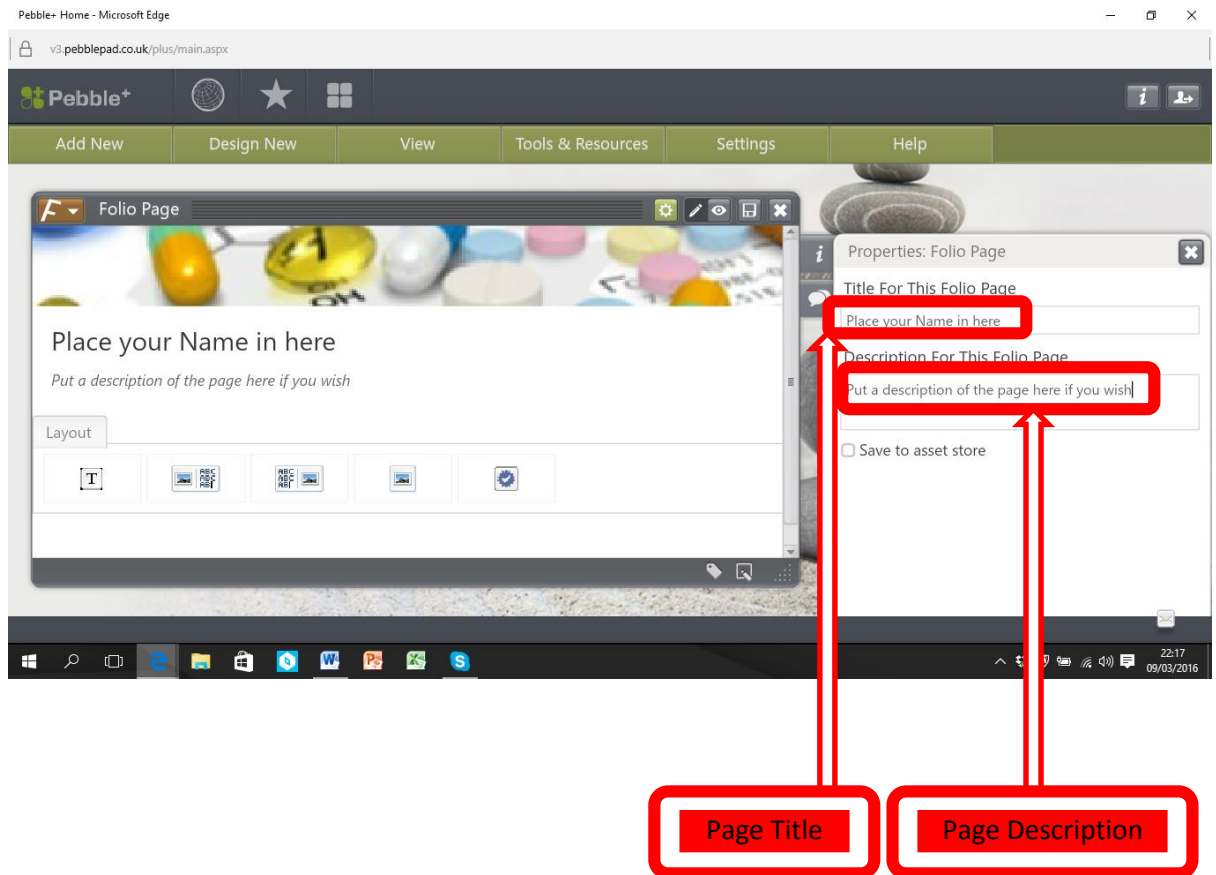 Pebble+ Home - Microsoft Edge
v3.pebblepad.co.uk/plus/main.aspx
Pebble+
Add New Design New View Tools & Resources Settings Help
Folio Page
Place your Name in here
Put a description of the page here if you wish
Layout
Properties: Folio Page
Title For This Folio Page
Place your Name in here
Description For This Folio Page
Put a description of the page here if you wish
Save to asset store
22:17
09/03/2016
Page Title
Page Description